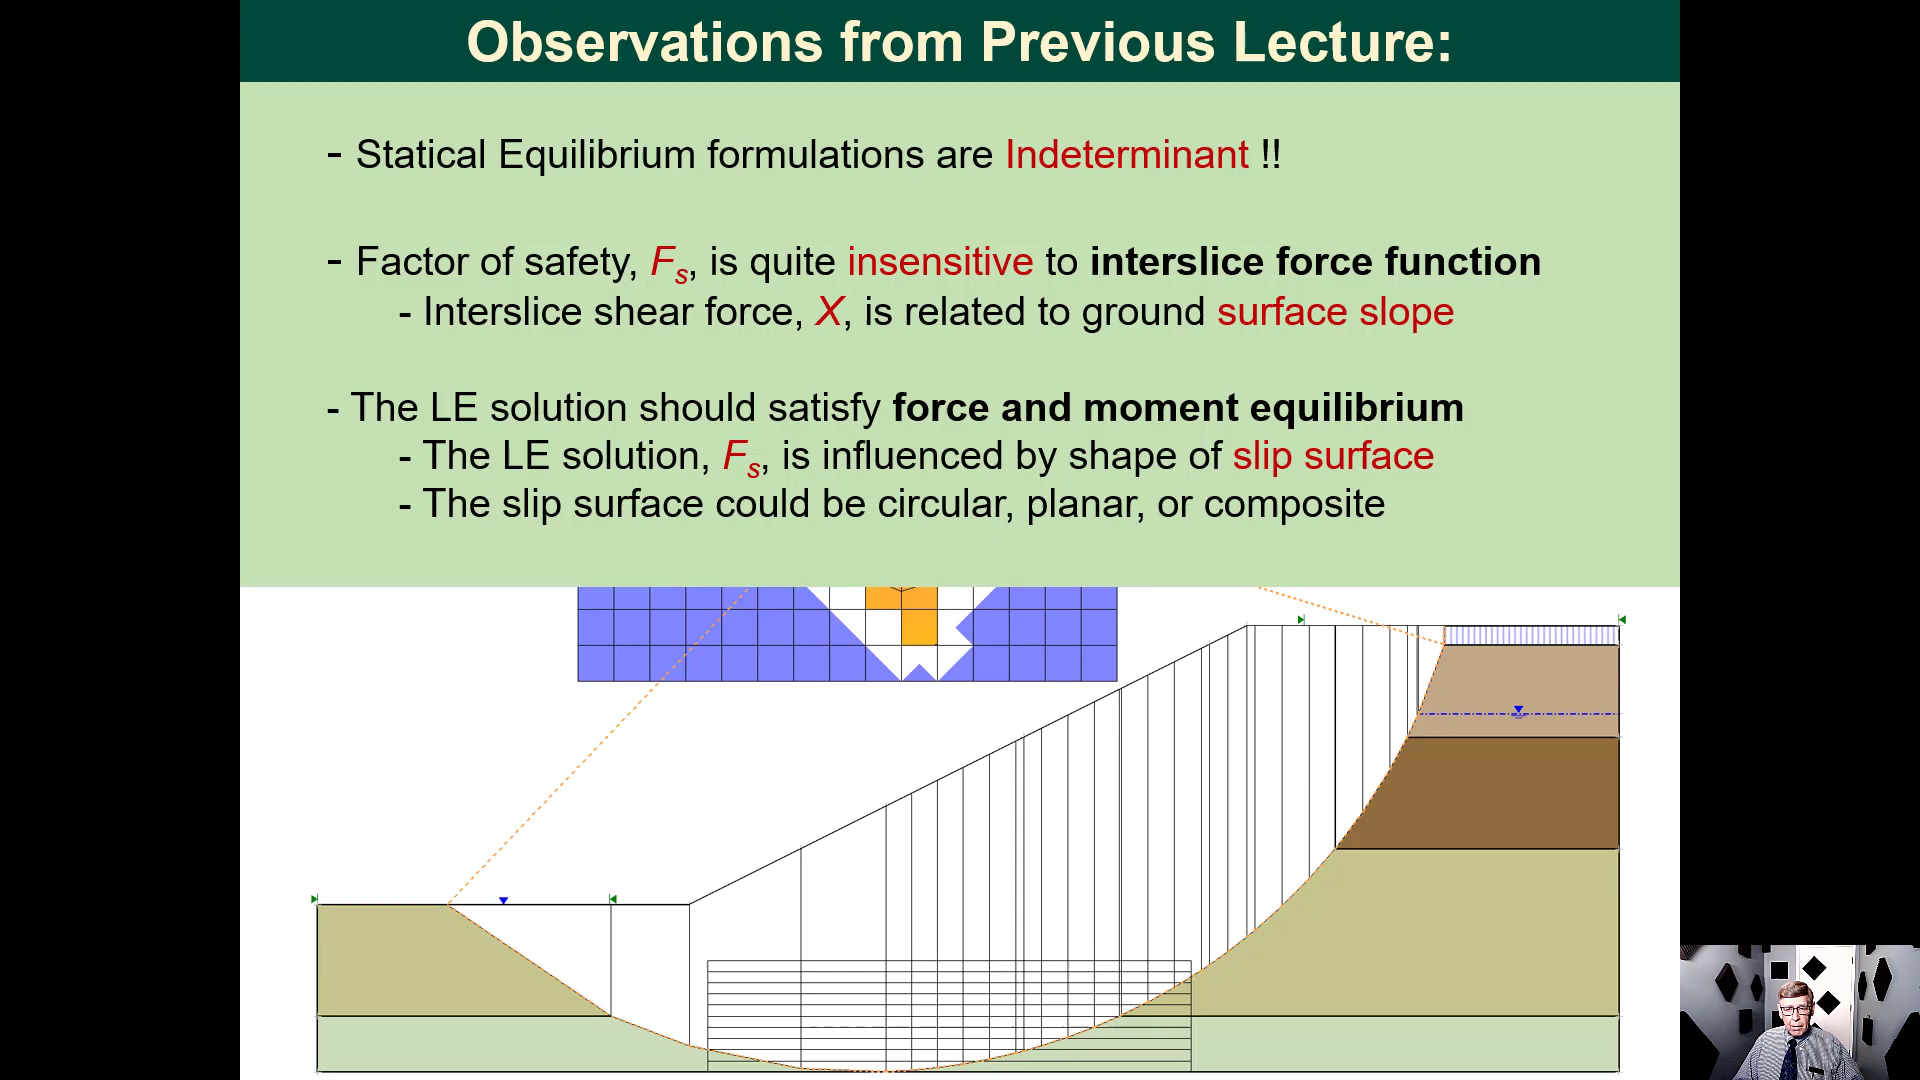 Observations from Previous Lecture:
- Statical Equilibrium formulations are Indeterminant !!
- Factor of safety, Fs, is quite insensitive to interslice force function
- Interslice shear force, X, is related to ground surface slope
- The LE solution should satisfy force and moment equilibrium
- The LE solution, Fs, is influenced by shape of slip surface
- The slip surface could be circular, planar, or composite